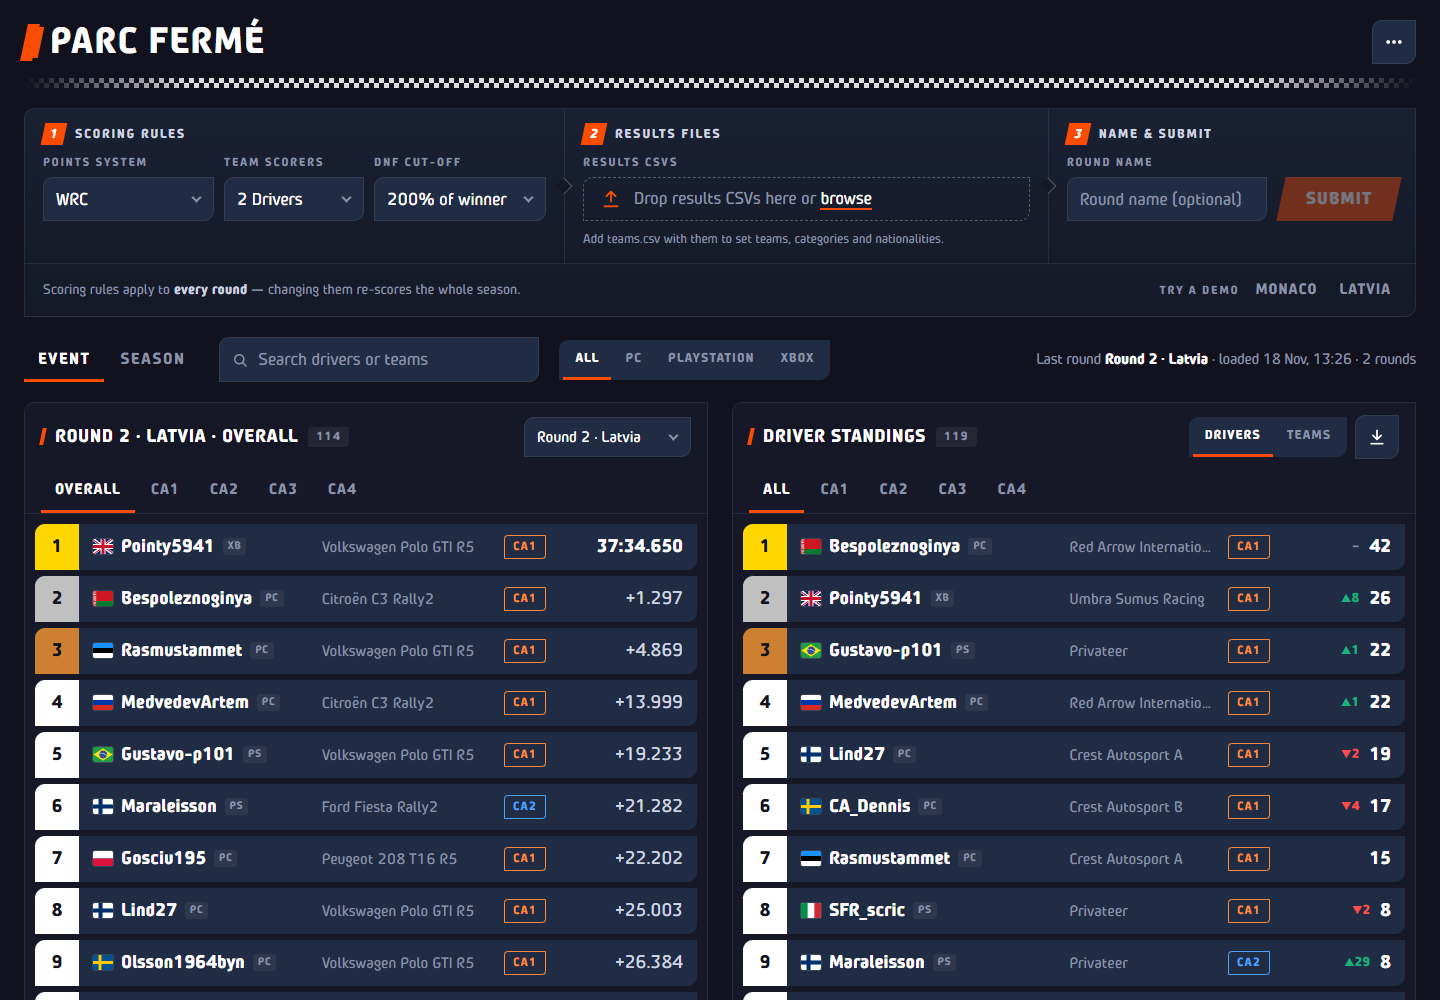 PARC FERMÉ
1 SCORING RULES
POINTS SYSTEM TEAM SCORERS DNF CUT-OFF
WRC 2 Drivers 200% of winner
2 RESULTS FILES
RESULTS CSVS
Drop results CSVs here or browse
Add teams.csv with them to set teams, categories and nationalities.
3 NAME & SUBMIT
ROUND NAME
Round name (optional) SUBMIT
Scoring rules apply to every round — changing them re-scores the whole season.
TRY A DEMO MONACO LATVIA
EVENT SEASON Search drivers or teams ALL PC PLAYSTATION XBOX
Last round Round 2 · Latvia · loaded 18 Nov, 13:26 · 2 rounds
ROUND 2 · LATVIA · OVERALL 114 Round 2 · Latvia
OVERALL CA1 CA2 CA3 CA4
1 Pointy5941 XB Volkswagen Polo GTI R5 CA1 37:34.650
2 Bespoleznoginya PC Citroën C3 Rally2 CA1 +1.297
3 Rasmustammet PC Volkswagen Polo GTI R5 CA1 +4.869
4 MedvedevArtem PC Citroën C3 Rally2 CA1 +13.999
5 Gustavo-p101 PS Volkswagen Polo GTI R5 CA1 +19.233
6 Maraleisson PS Ford Fiesta Rally2 CA2 +21.282
7 Gosciu195 PC Peugeot 208 T16 R5 CA1 +22.202
8 Lind27 PC Volkswagen Polo GTI R5 CA1 +25.003
9 Olsson1964byn PC Volkswagen Polo GTI R5 CA1 +26.384
DRIVER STANDINGS 119 DRIVERS TEAMS
ALL CA1 CA2 CA3 CA4
1 Bespoleznoginya PC Red Arrow Internatio... CA1 – 42
2 Pointy5941 XB Umbra Sumus Racing CA1 ▲8 26
3 Gustavo-p101 PS Privateer CA1 ▲1 22
4 MedvedevArtem PC Red Arrow Internatio... CA1 ▲1 22
5 Lind27 PC Crest Autosport A CA1 ▼2 19
6 CA_Dennis PC Crest Autosport B CA1 ▼4 17
7 Rasmustammet PC Crest Autosport A CA1 15
8 SFR_scric PS Privateer CA1 ▼2 8
9 Maraleisson PS Privateer CA2 ▲29 8